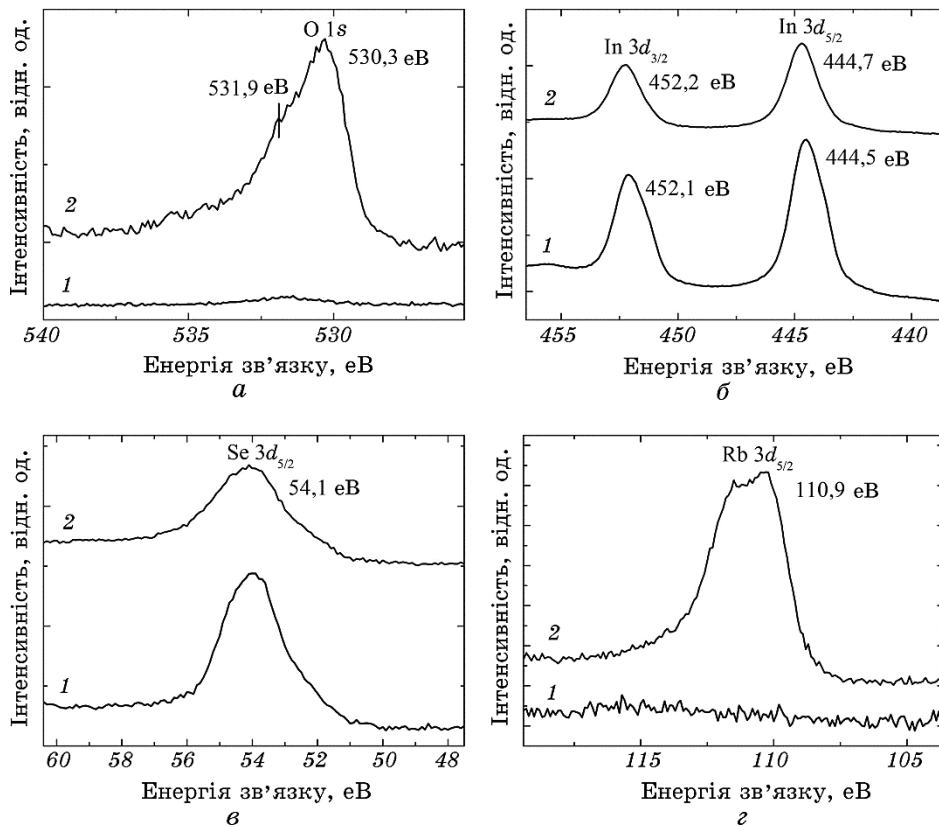 Інтенсивність, відн. од.
O 1s
530,3 еВ
531,9 еВ
2
1
540 535 530
Енергія зв’язку, еВ
а
Інтенсивність, відн. од.
In 3d5/2
In 3d3/2
444,7 еВ
452,2 еВ
2
444,5 еВ
452,1 еВ
1
455 450 445 440
Енергія зв’язку, еВ
б
Інтенсивність, відн. од.
Se 3d5/2
54,1 еВ
2
1
60 58 56 54 52 50 48
Енергія зв’язку, еВ
в
Інтенсивність, відн. од.
Rb 3d5/2
110,9 еВ
2
1
115 110 105
Енергія зв’язку, еВ
г